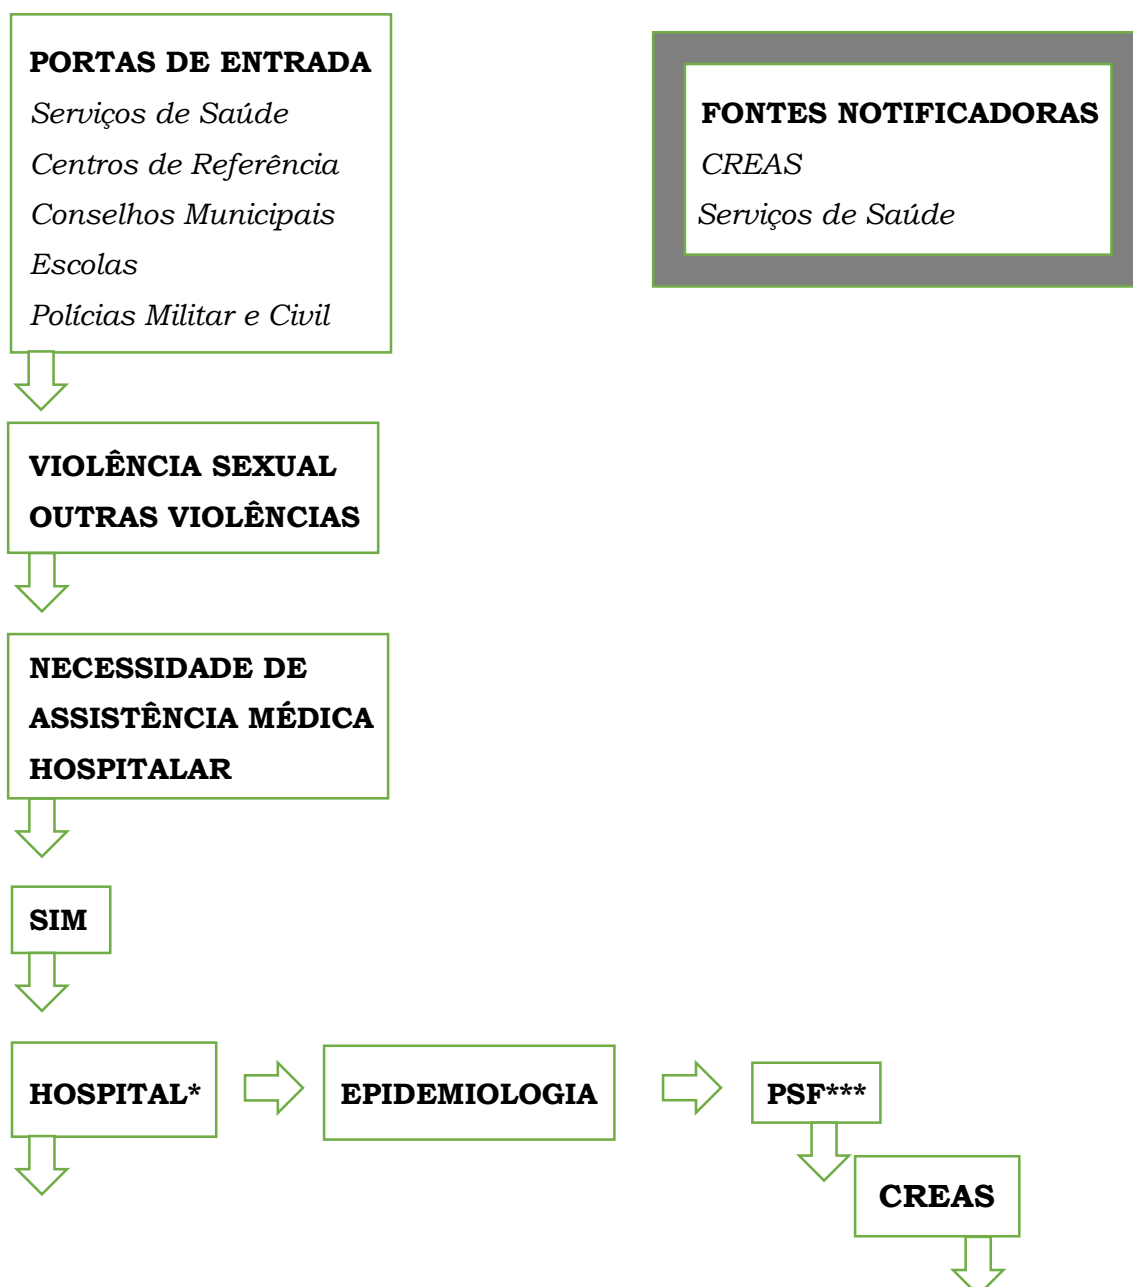 PORTAS DE ENTRADA
Serviços de Saúde
Centros de Referência
Conselhos Municipais
Escolas
Polícias Militar e Civil
FONTES NOTIFICADORAS
CREAS
Serviços de Saúde
VIOLÊNCIA SEXUAL
OUTRAS VIOLÊNCIAS
NECESSIDADE DE
ASSISTÊNCIA MÉDICA
HOSPITALAR
SIM
HOSPITAL*
EPIDEMIOLOGIA
PSF***
CREAS